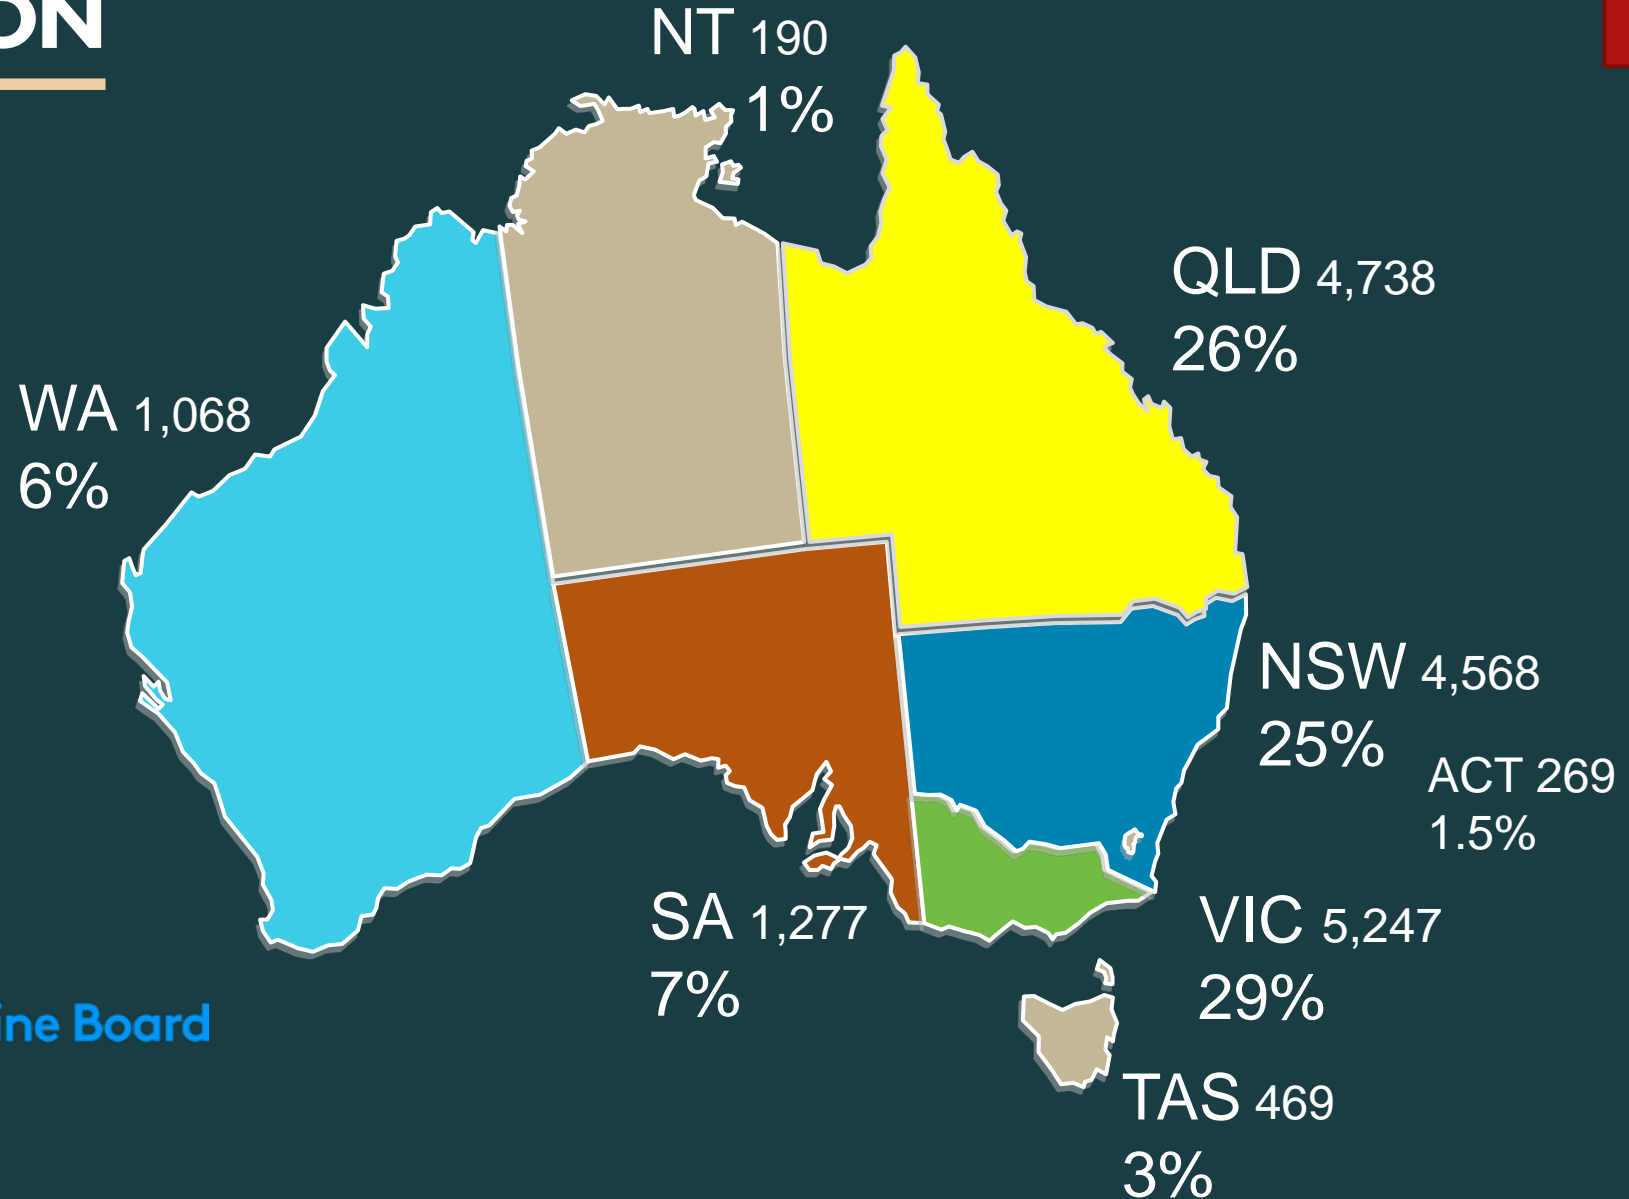 ON
NT 190
1%
QLD 4,738
26%
WA 1,068
6%
NSW 4,568
25%
ACT 269
1.5%
SA 1,277
7%
VIC 5,247
29%
ine Board
TAS 469
3%